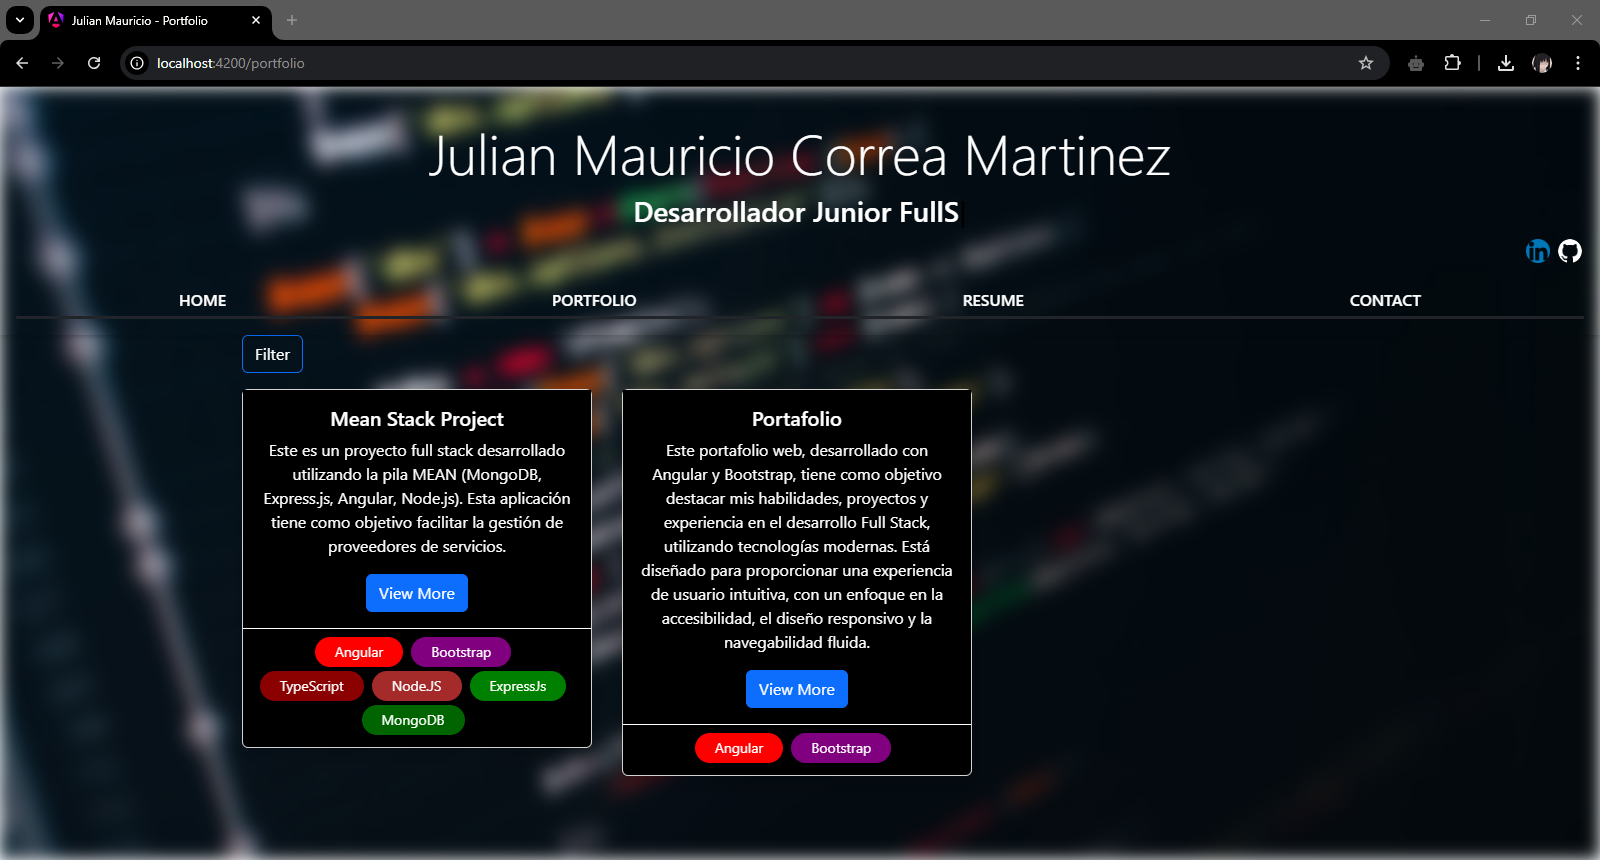 Julian Mauricio - Portfolio
localhost:4200/portfolio
Julian Mauricio Correa Martinez
Desarrollador Junior FullS
in
HOME PORTFOLIO RESUME CONTACT
Filter
Mean Stack Project
Este es un proyecto full stack desarrollado
utilizando la pila MEAN (MongoDB,
Express.js, Angular, Node.js). Esta aplicación
tiene como objetivo facilitar la gestión de
proveedores de servicios.
View More
Angular Bootstrap
TypeScript NodeJS ExpressJs
MongoDB
Portafolio
Este portafolio web, desarrollado con
Angular y Bootstrap, tiene como objetivo
destacar mis habilidades, proyectos y
experiencia en el desarrollo Full Stack,
utilizando tecnologías modernas. Está
diseñado para proporcionar una experiencia
de usuario intuitiva, con un enfoque en la
accesibilidad, el diseño responsivo y la
navegabilidad fluida.
View More
Angular Bootstrap